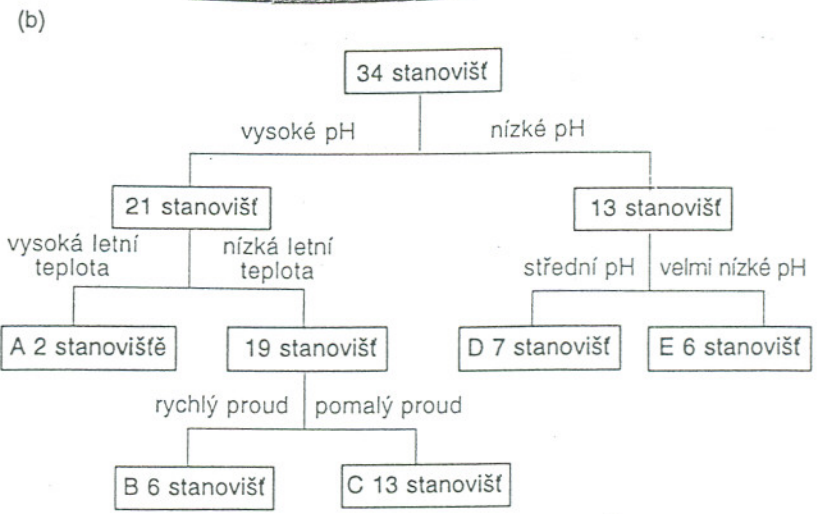 (b)
34 stanovišť
vysoké pH
nízké pH
21 stanovišť
13 stanovišť
vysoká letní
teplota
nízká letní
teplota
střední pH
velmi nízké pH
A 2 stanovišťě
19 stanovišť
D 7 stanovišť
E 6 stanovišť
rychlý proud
pomalý proud
B 6 stanovišť
C 13 stanovišť